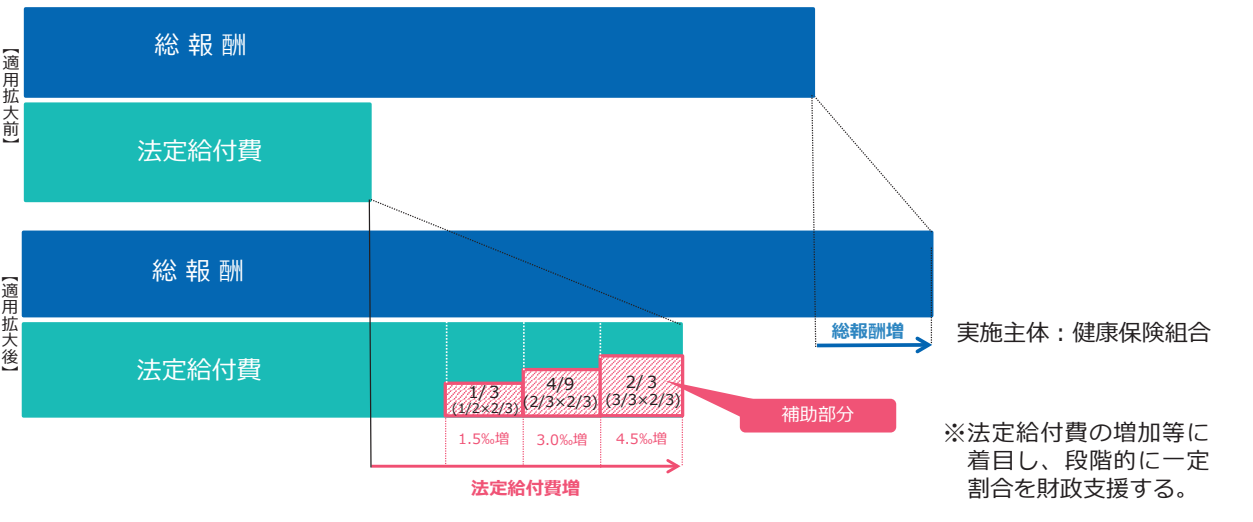 【適用拡大前】
総 報 酬
法定給付費
【適用拡大後】
総 報 酬
総報酬増
法定給付費
1/ 3
(1/2×2/3)
4/9
(2/3×2/3)
2/ 3
(3/3×2/3)
補助部分
1.5‰増
3.0‰増
4.5‰増
法定給付費増
実施主体：健康保険組合
※法定給付費の増加等に
着目し、段階的に一定
割合を財政支援する。